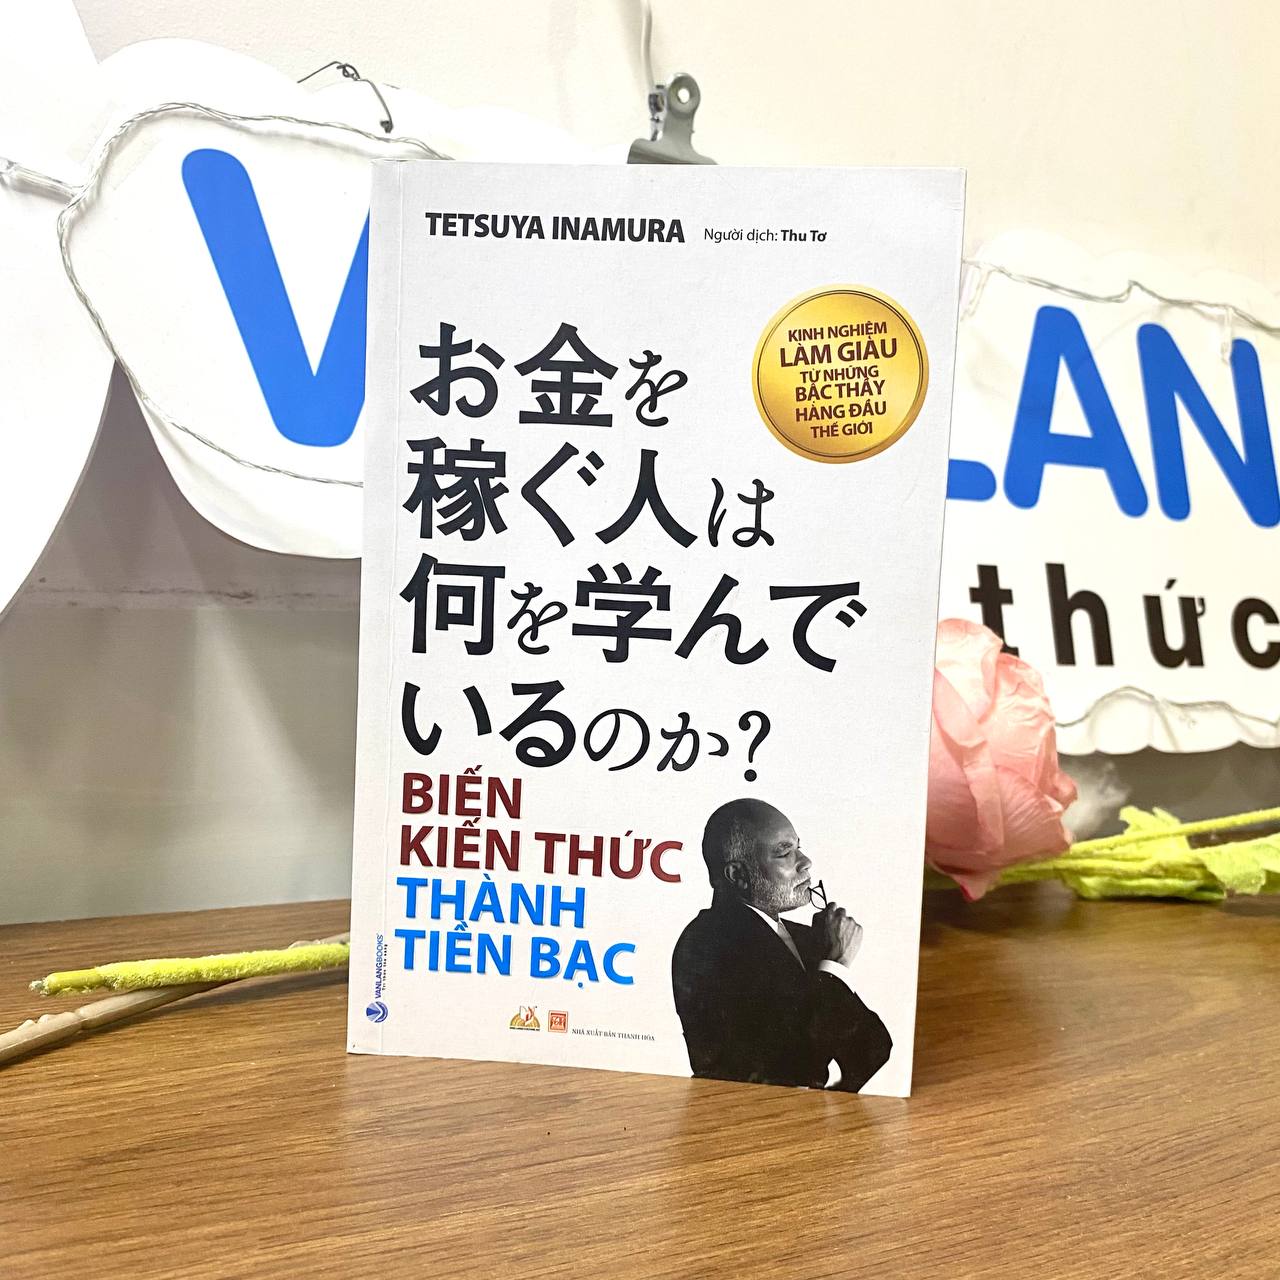 TETSUYA INAMURA Người dịch: Thu Tơ
KINH NGHIỆM
LÀM GIÀU
TỪ NHỮNG
BẬC THẦY
HÀNG ĐẦU
THẾ GIỚI
お金を
稼ぐ人は
何を学んで
いるのか?
BIẾN
KIẾN THỨC
THÀNH
TIỀN BẠC
VANLANGBOOKS
NHÀ XUẤT BẢN THANH HÓA
V
LAN
thức